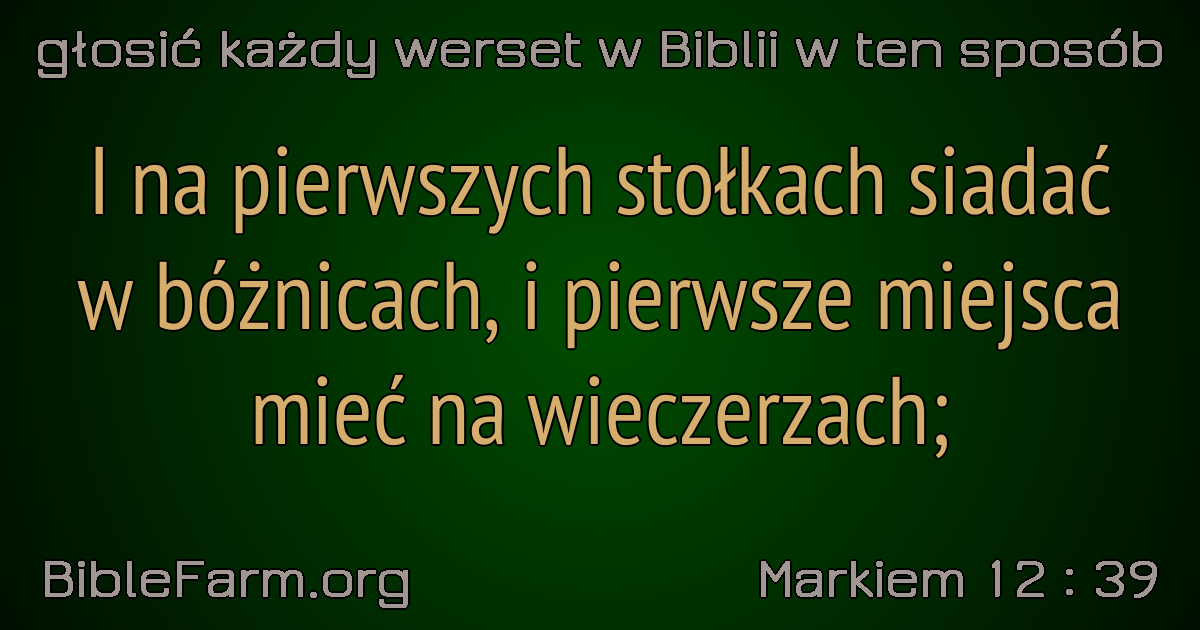 głosić każdy werset w Biblii w ten sposób
I na pierwszych stołkach siadać
w bóżnicach, i pierwsze miejsca
mieć na wieczerzach;
BibleFarm.org
Markiem 12 : 39